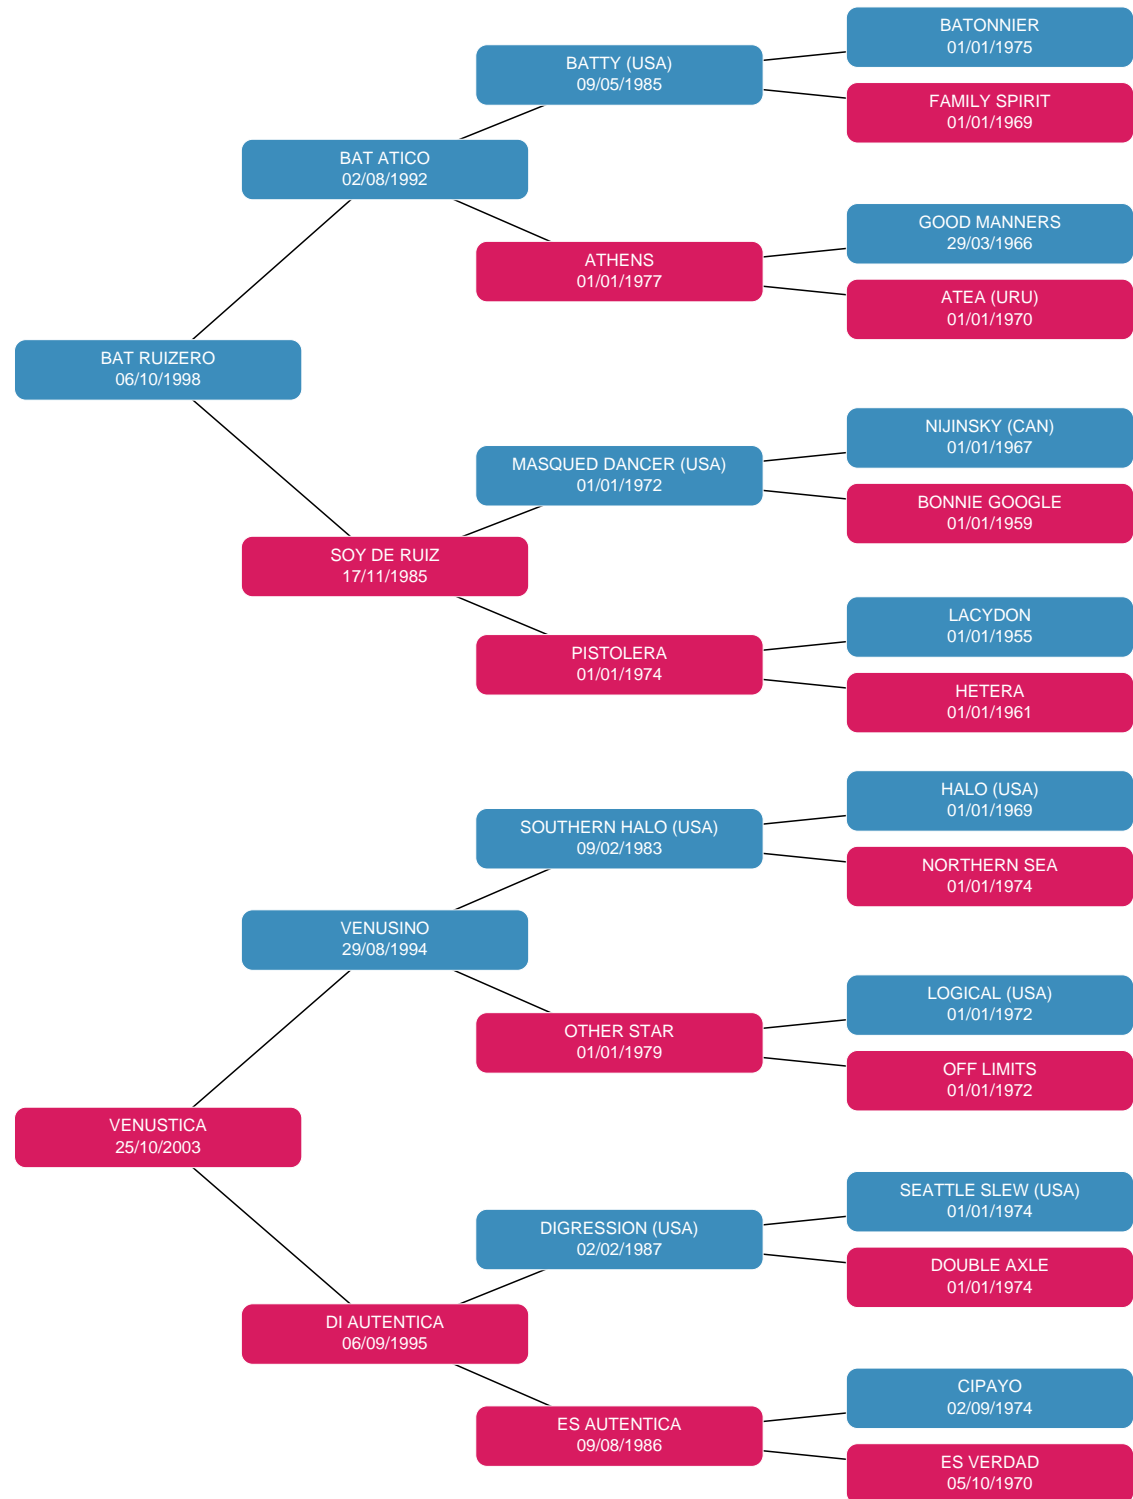 BATONNIER
01/01/1975
BATTY (USA)
09/05/1985
FAMILY SPIRIT
01/01/1969
BAT ATICO
02/08/1992
GOOD MANNERS
29/03/1966
ATHENS
01/01/1977
ATEA (URU)
01/01/1970
BAT RUIZERO
06/10/1998
NIJINSKY (CAN)
01/01/1967
MASQUED DANCER (USA)
01/01/1972
BONNIE GOOGLE
01/01/1959
SOY DE RUIZ
17/11/1985
LACYDON
01/01/1955
PISTOLERA
01/01/1974
HETERA
01/01/1961
HALO (USA)
01/01/1969
SOUTHERN HALO (USA)
09/02/1983
NORTHERN SEA
01/01/1974
VENUSINO
29/08/1994
LOGICAL (USA)
01/01/1972
OTHER STAR
01/01/1979
OFF LIMITS
01/01/1972
VENUSTICA
25/10/2003
SEATTLE SLEW (USA)
01/01/1974
DIGRESSION (USA)
02/02/1987
DOUBLE AXLE
01/01/1974
DI AUTENTICA
06/09/1995
CIPAYO
02/09/1974
ES AUTENTICA
09/08/1986
ES VERDAD
05/10/1970